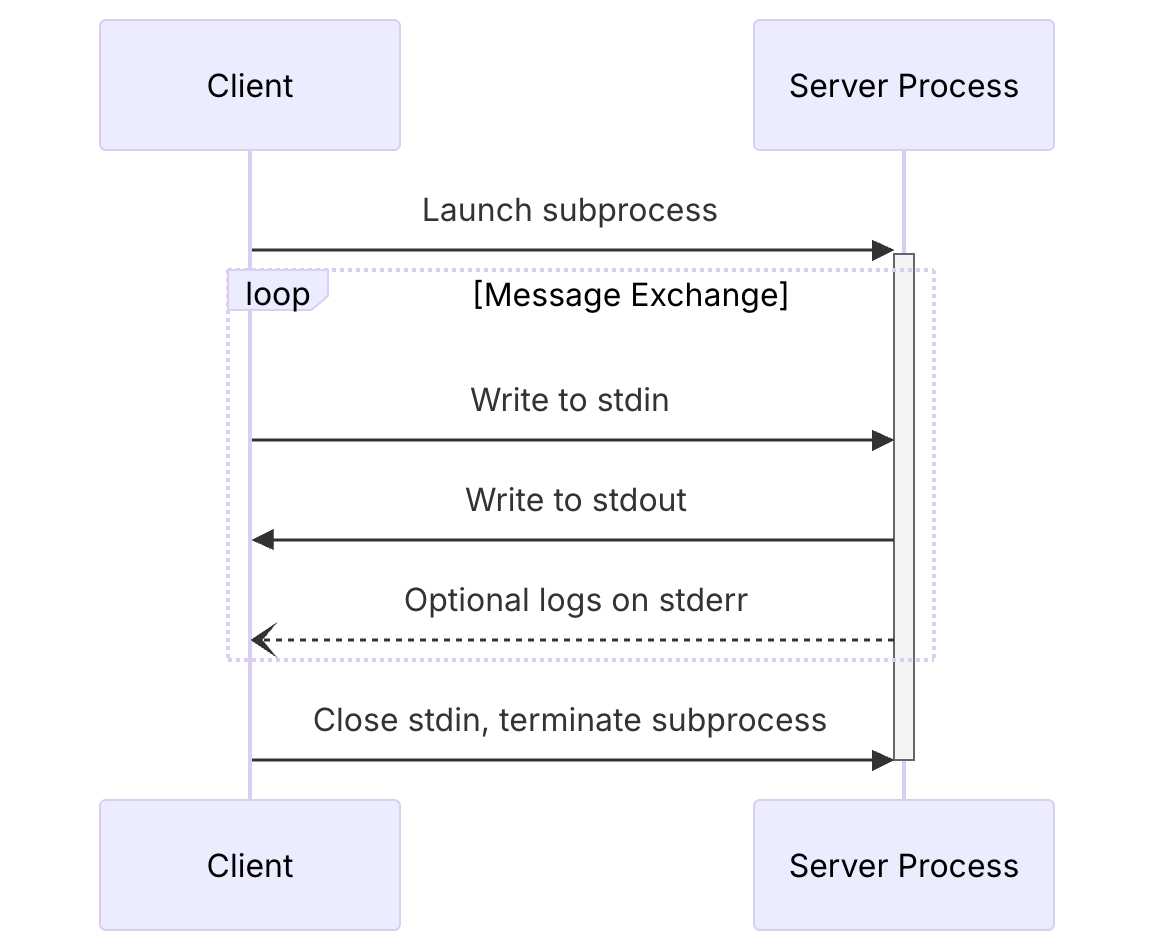 Client
Server Process
Launch subprocess
loop
[Message Exchange]
Write to stdin
Write to stdout
Optional logs on stderr
Close stdin, terminate subprocess
Client
Server Process